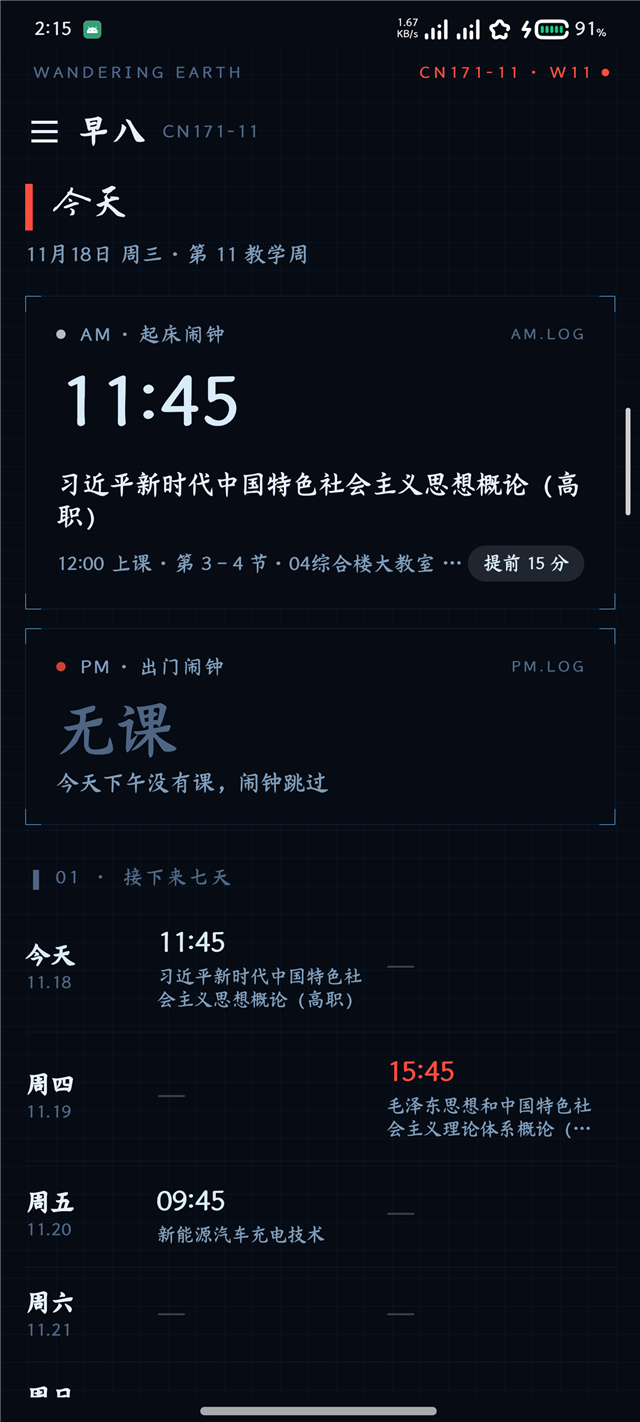 2:15
1.67 KB/s
91%
WANDERING EARTH
CN171-11 · W11
早八 CN171-11
今天
11月18日 周三 · 第 11 教学周
AM · 起床闹钟
AM.LOG
11:45
习近平新时代中国特色社会主义思想概论（高
职）
12:00 上课 · 第 3 – 4 节 · 04综合楼大教室 …
提前 15 分
PM · 出门闹钟
PM.LOG
无课
今天下午没有课，闹钟跳过
01 · 接下来七天
今天
11.18
11:45
习近平新时代中国特色社
会主义思想概论（高职）
—
周四
11.19
—
15:45
毛泽东思想和中国特色社
会主义理论体系概论（…
周五
11.20
09:45
新能源汽车充电技术
—
周六
11.21
—
—